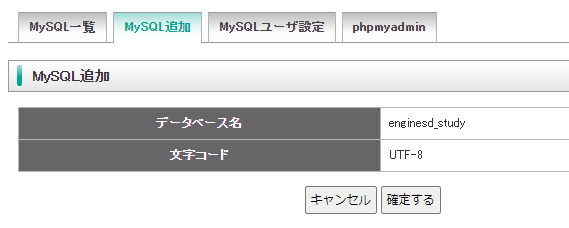 MySQL一覧 MySQL追加 MySQLユーザ設定 phpmyadmin
MySQL追加
データベース名 enginesd_study
文字コード UTF-8
キャンセル 確定する